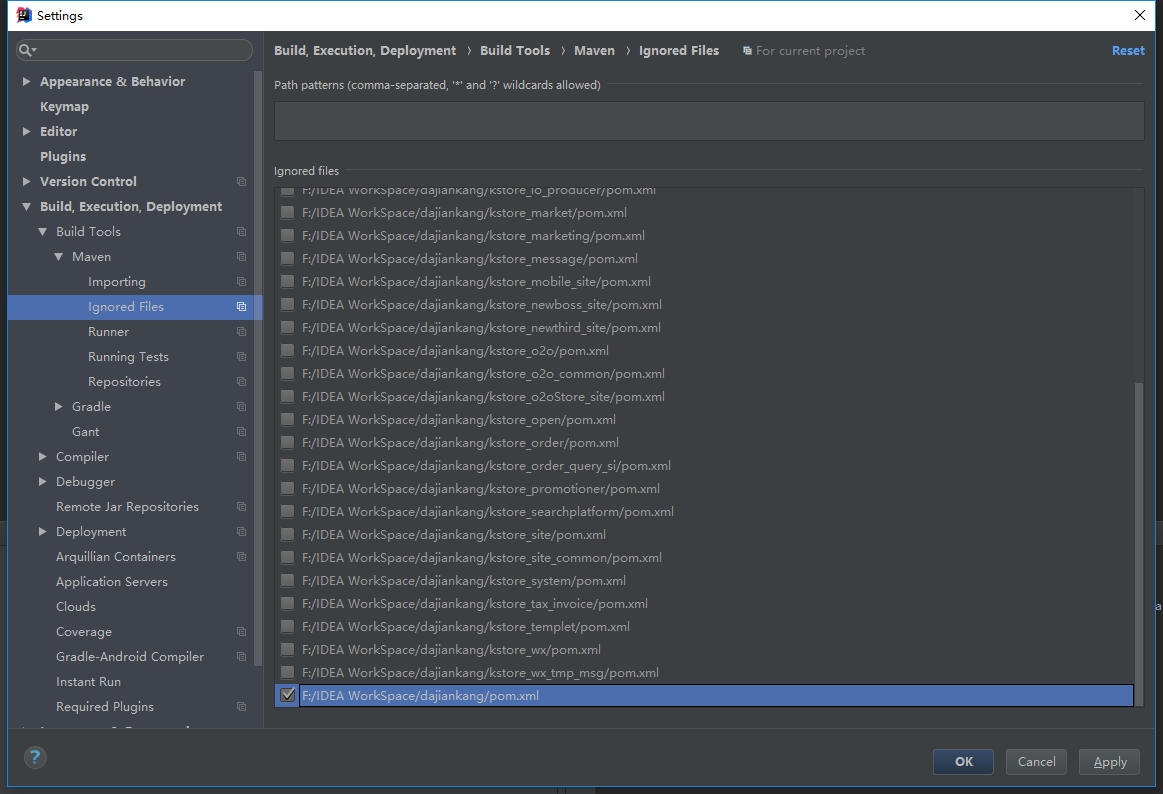 Settings
Build, Execution, Deployment › Build Tools › Maven › Ignored Files For current project Reset
Appearance & Behavior
Keymap
Editor
Plugins
Version Control
Build, Execution, Deployment
Build Tools
Maven
Importing
Ignored Files
Runner
Running Tests
Repositories
Gradle
Gant
Compiler
Debugger
Remote Jar Repositories
Deployment
Arquillian Containers
Application Servers
Clouds
Coverage
Gradle-Android Compiler
Instant Run
Required Plugins
Path patterns (comma-separated, '*' and '?' wildcards allowed)
Ignored files
F:/IDEA WorkSpace/dajiankang/kstore_io_producer/pom.xml
F:/IDEA WorkSpace/dajiankang/kstore_market/pom.xml
F:/IDEA WorkSpace/dajiankang/kstore_marketing/pom.xml
F:/IDEA WorkSpace/dajiankang/kstore_message/pom.xml
F:/IDEA WorkSpace/dajiankang/kstore_mobile_site/pom.xml
F:/IDEA WorkSpace/dajiankang/kstore_newboss_site/pom.xml
F:/IDEA WorkSpace/dajiankang/kstore_newthird_site/pom.xml
F:/IDEA WorkSpace/dajiankang/kstore_o2o/pom.xml
F:/IDEA WorkSpace/dajiankang/kstore_o2o_common/pom.xml
F:/IDEA WorkSpace/dajiankang/kstore_o2oStore_site/pom.xml
F:/IDEA WorkSpace/dajiankang/kstore_open/pom.xml
F:/IDEA WorkSpace/dajiankang/kstore_order/pom.xml
F:/IDEA WorkSpace/dajiankang/kstore_order_query_si/pom.xml
F:/IDEA WorkSpace/dajiankang/kstore_promotioner/pom.xml
F:/IDEA WorkSpace/dajiankang/kstore_searchplatform/pom.xml
F:/IDEA WorkSpace/dajiankang/kstore_site/pom.xml
F:/IDEA WorkSpace/dajiankang/kstore_site_common/pom.xml
F:/IDEA WorkSpace/dajiankang/kstore_system/pom.xml
F:/IDEA WorkSpace/dajiankang/kstore_tax_invoice/pom.xml
F:/IDEA WorkSpace/dajiankang/kstore_templet/pom.xml
F:/IDEA WorkSpace/dajiankang/kstore_wx/pom.xml
F:/IDEA WorkSpace/dajiankang/kstore_wx_tmp_msg/pom.xml
F:/IDEA WorkSpace/dajiankang/pom.xml
?
OK Cancel Apply